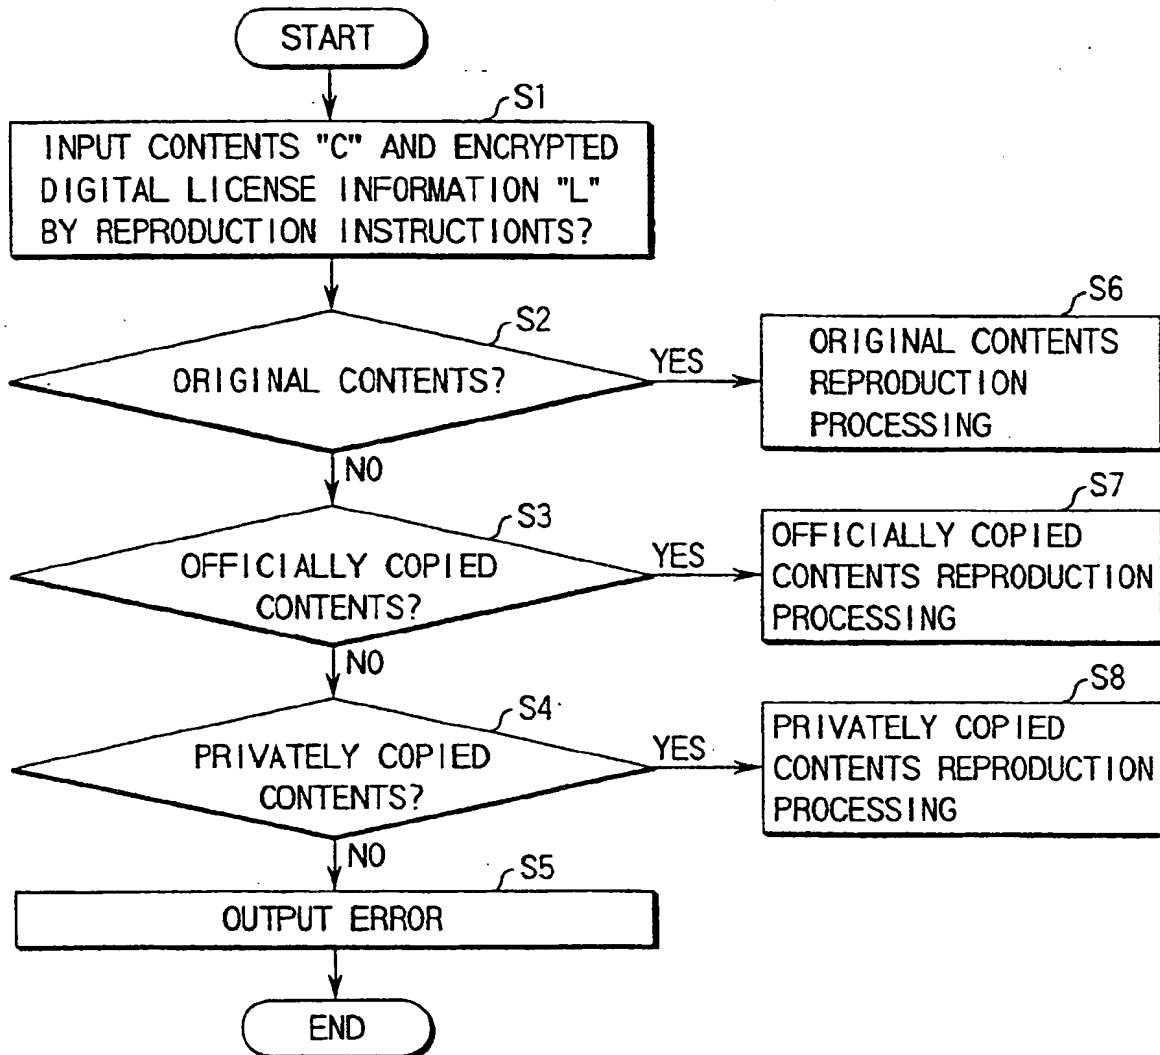 START
S1
INPUT CONTENTS "C" AND ENCRYPTED
DIGITAL LICENSE INFORMATION "L"
BY REPRODUCTION INSTRUCTIONTS?
S2
ORIGINAL CONTENTS?
YES
S6
ORIGINAL CONTENTS
REPRODUCTION
PROCESSING
NO
S3
OFFICIALLY COPIED
CONTENTS?
YES
S7
OFFICIALLY COPIED
CONTENTS REPRODUCTION
PROCESSING
NO
S4
PRIVATELY COPIED
CONTENTS?
YES
S8
PRIVATELY COPIED
CONTENTS REPRODUCTION
PROCESSING
NO
S5
OUTPUT ERROR
END